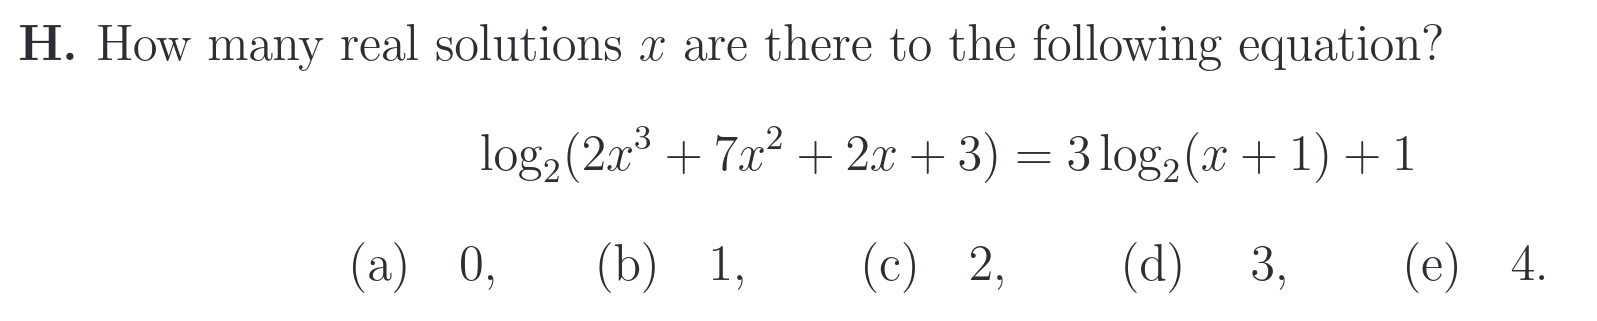 H. How many real solutions x are there to the following equation?
log₂(2x³ + 7x² + 2x + 3) = 3 log₂(x + 1) + 1
(a) 0, (b) 1, (c) 2, (d) 3, (e) 4.